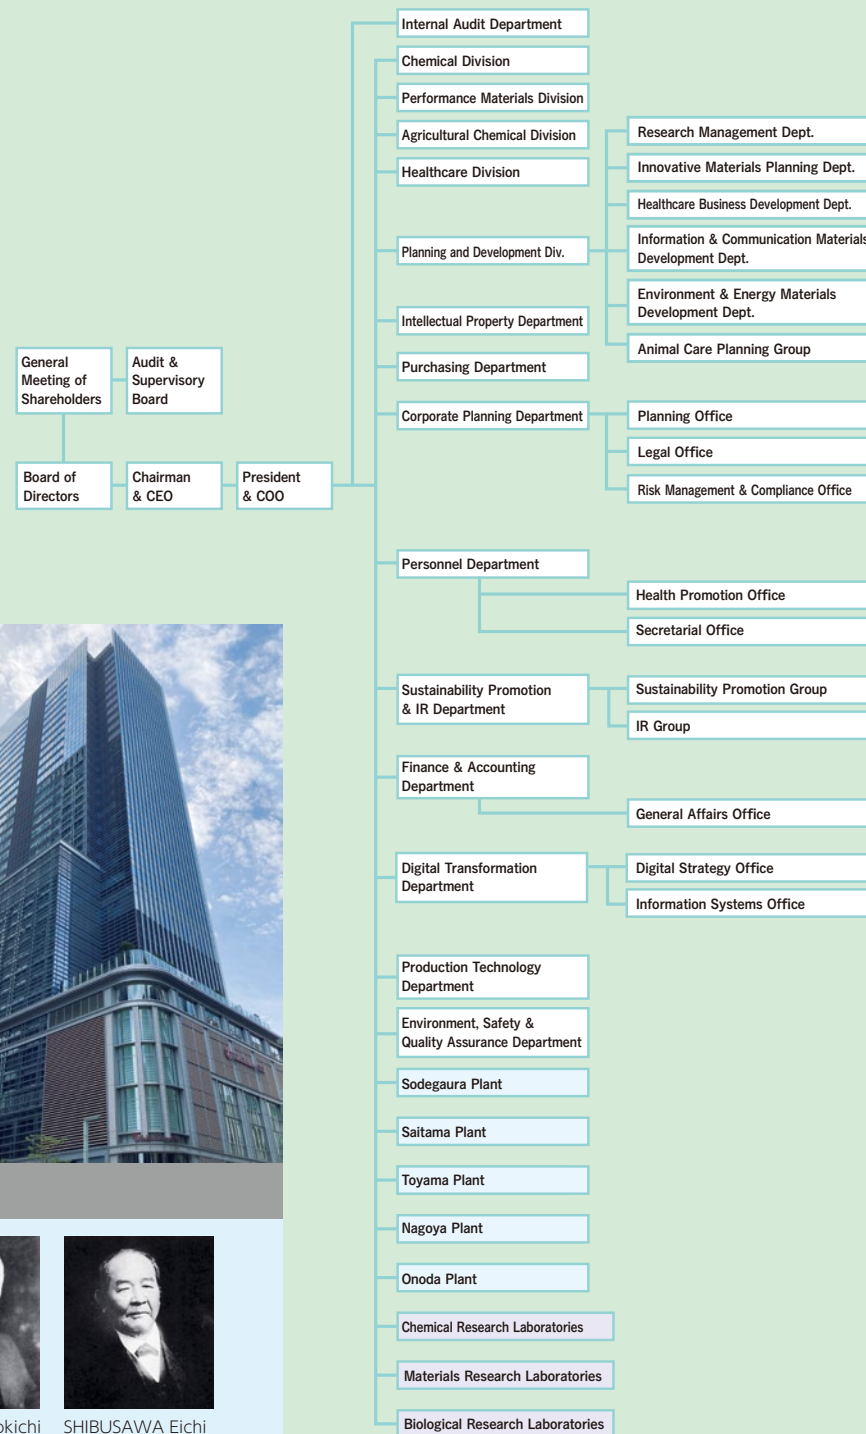 Internal Audit Department
Chemical Division
Performance Materials Division
Agricultural Chemical Division
Healthcare Division
Planning and Development Div.
Research Management Dept.
Innovative Materials Planning Dept.
Healthcare Business Development Dept.
Information & Communication Materials
Development Dept.
Environment & Energy Materials
Development Dept.
Animal Care Planning Group
Intellectual Property Department
Purchasing Department
Corporate Planning Department
Planning Office
Legal Office
Risk Management & Compliance Office
General
Meeting of
Shareholders
Audit &
Supervisory
Board
Board of
Directors
Chairman
& CEO
President
& COO
Personnel Department
Health Promotion Office
Secretarial Office
Sustainability Promotion
& IR Department
Sustainability Promotion Group
IR Group
Finance & Accounting
Department
General Affairs Office
Digital Transformation
Department
Digital Strategy Office
Information Systems Office
Production Technology
Department
Environment, Safety &
Quality Assurance Department
Sodegaura Plant
Saitama Plant
Toyama Plant
Nagoya Plant
Onoda Plant
Chemical Research Laboratories
Materials Research Laboratories
Biological Research Laboratories
SHIBUSAWA Eichi